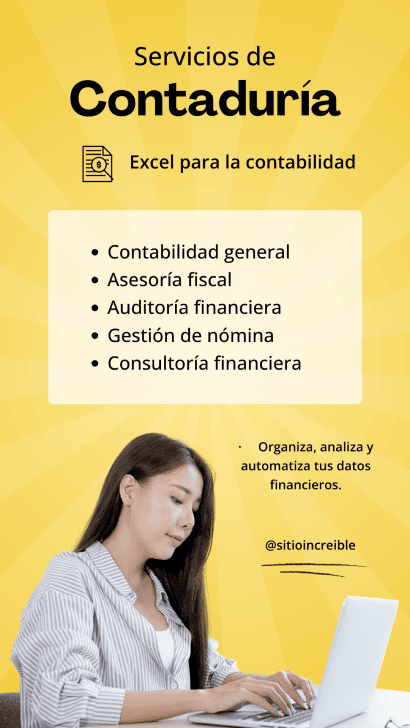 Servicios de
Contaduría
Excel para la contabilidad
• Contabilidad general
• Asesoría fiscal
• Auditoría financiera
• Gestión de nómina
• Consultoría financiera
· Organiza, analiza y
automatiza tus datos
financieros.
@sitioincreible